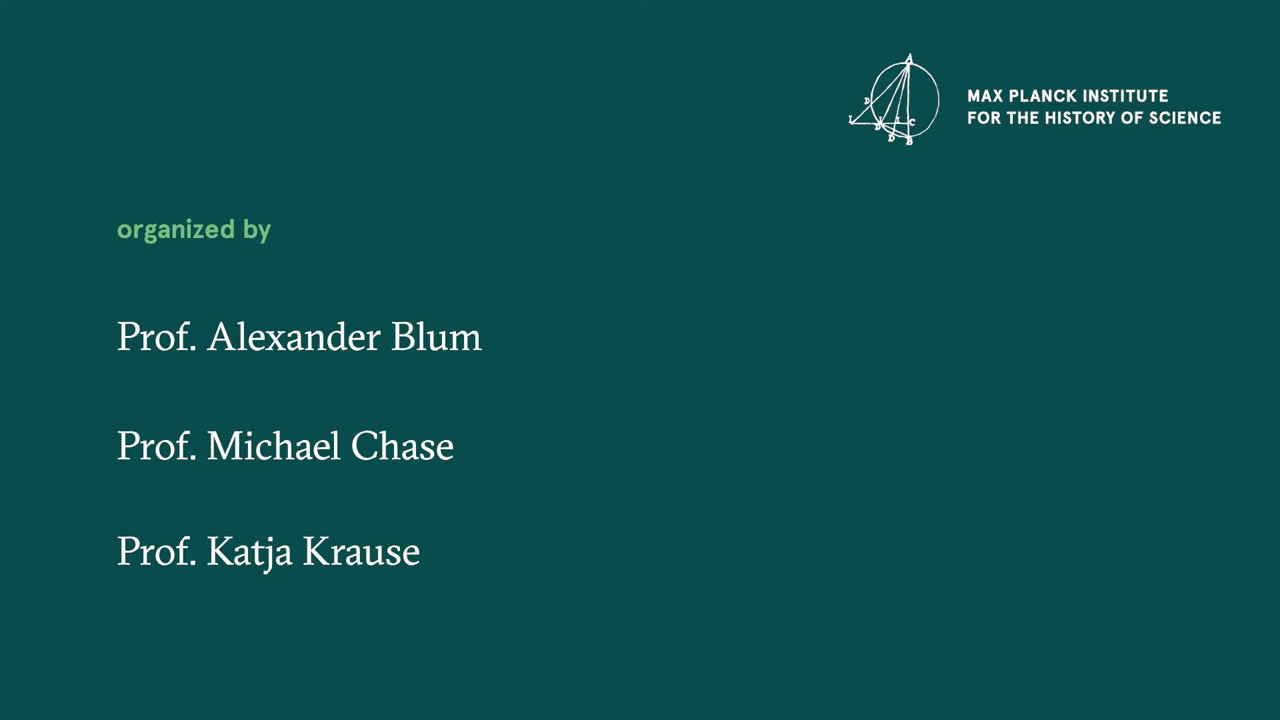 MAX PLANCK INSTITUTE
FOR THE HISTORY OF SCIENCE
organized by
Prof. Alexander Blum
Prof. Michael Chase
Prof. Katja Krause